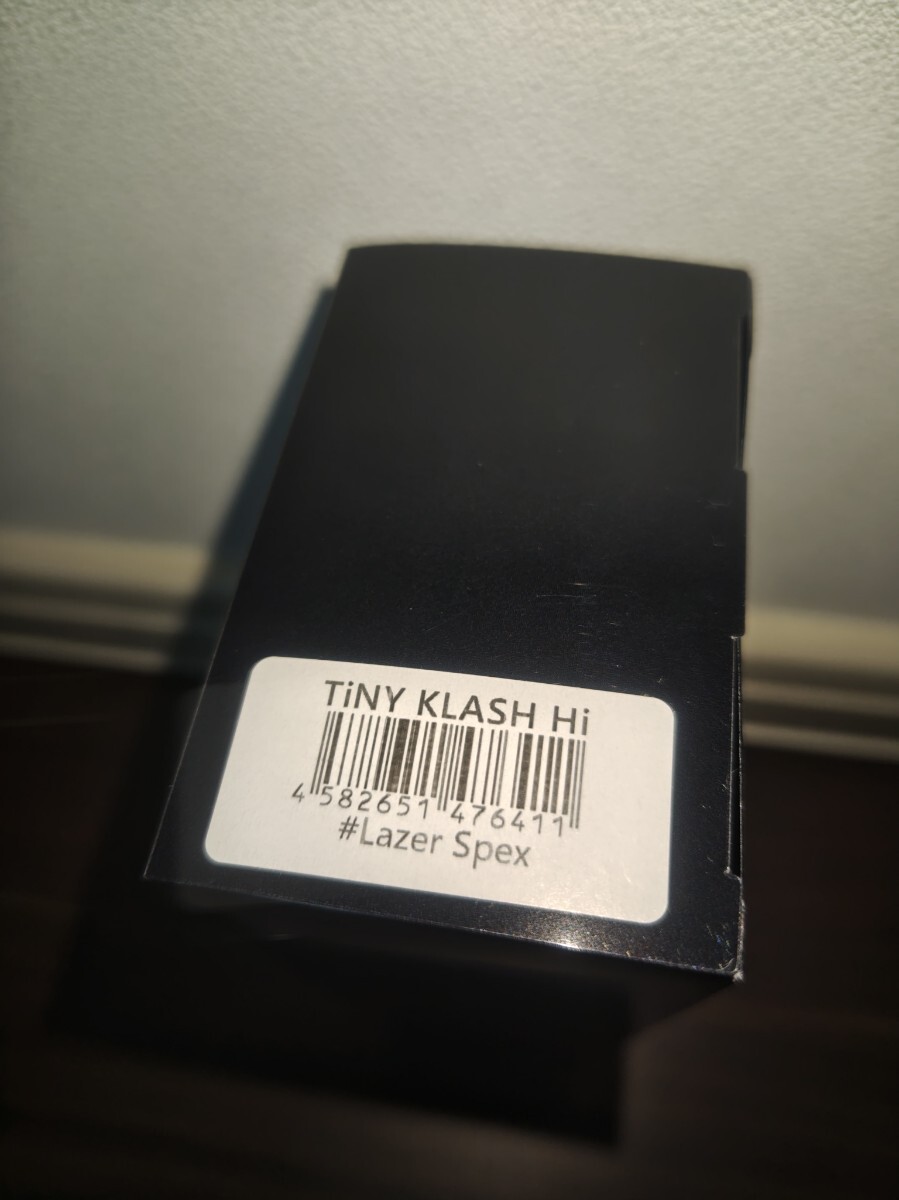 TiNY KLASH Hi
4 582651 476411
#Lazer Spex